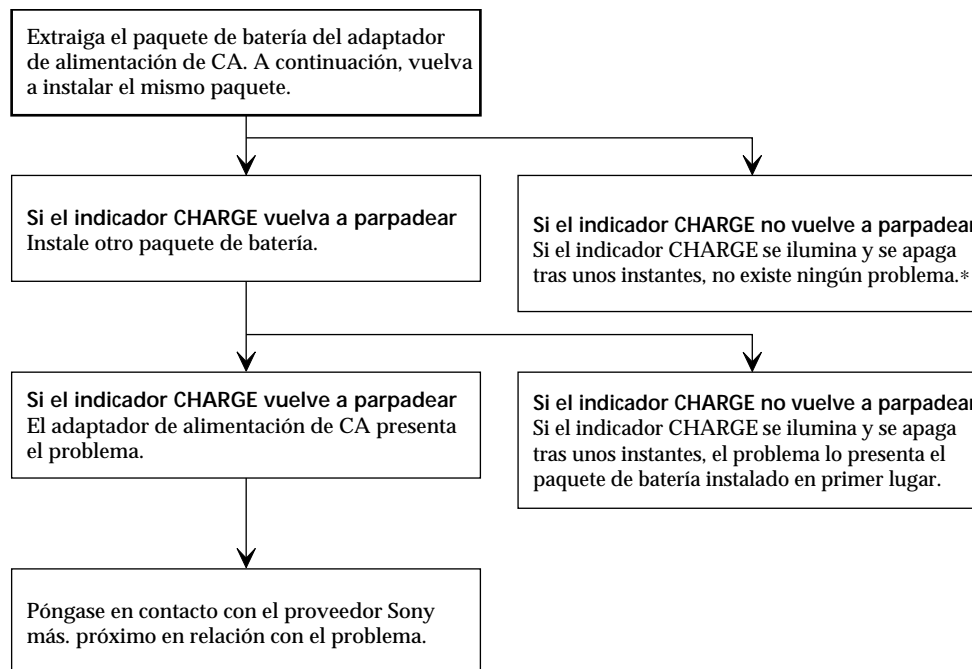 Extraiga el paquete de batería del adaptador
de alimentación de CA. A continuación, vuelva
a instalar el mismo paquete.
Si el indicador CHARGE vuelva a parpadear
Instale otro paquete de batería.
Si el indicador CHARGE no vuelve a parpadear
Si el indicador CHARGE se ilumina y se apaga
tras unos instantes, no existe ningún problema.*
Si el indicador CHARGE vuelve a parpadear
El adaptador de alimentación de CA presenta
el problema.
Si el indicador CHARGE no vuelve a parpadear
Si el indicador CHARGE se ilumina y se apaga
tras unos instantes, el problema lo presenta el
paquete de batería instalado en primer lugar.
Póngase en contacto con el proveedor Sony
más. próximo en relación con el problema.